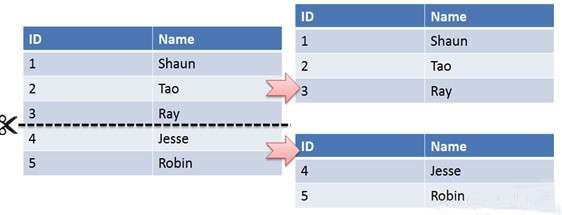 ID Name
1 Shaun
2 Tao
3 Ray
4 Jesse
5 Robin
ID Name
1 Shaun
2 Tao
3 Ray
ID Name
4 Jesse
5 Robin